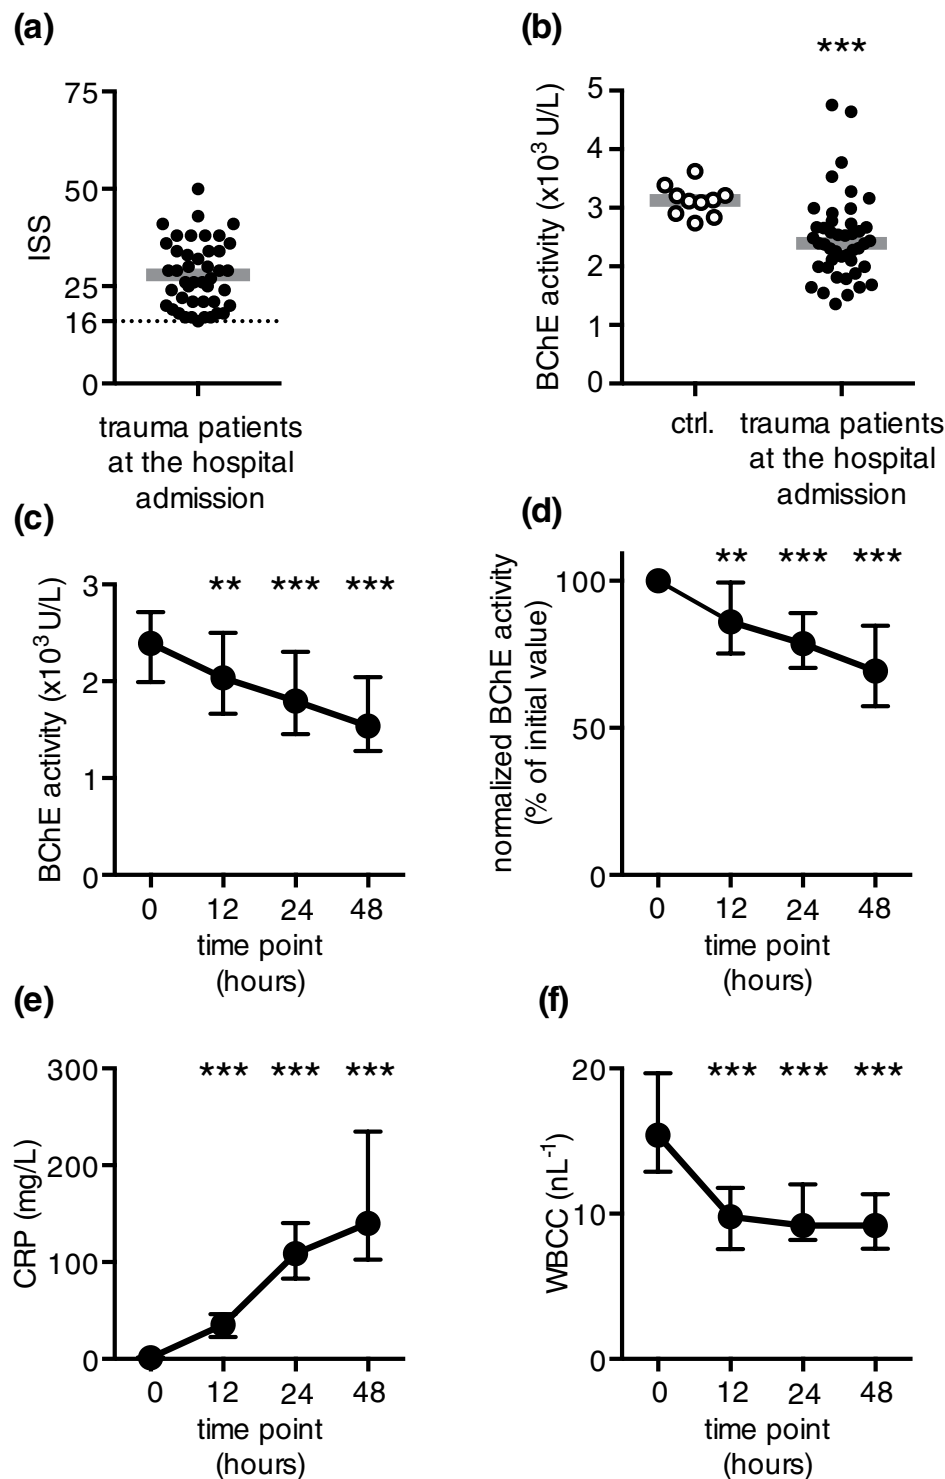 (a)
ISS
75
50
25
16
0
trauma patients
at the hospital
admission
(b)
***
BChE activity (x10³ U/L)
5
4
3
2
1
0
ctrl.
trauma patients
at the hospital
admission
(c)
BChE activity (x10³ U/L)
** *** ***
3
2
1
0
0 12 24 48
time point
(hours)
(d)
normalized BChE activity
(% of initial value)
** *** ***
100
50
0
0 12 24 48
time point
(hours)
(e)
CRP (mg/L)
*** *** ***
300
200
100
0
0 12 24 48
time point
(hours)
(f)
WBCC (nL⁻¹)
*** *** ***
20
10
0
0 12 24 48
time point
(hours)